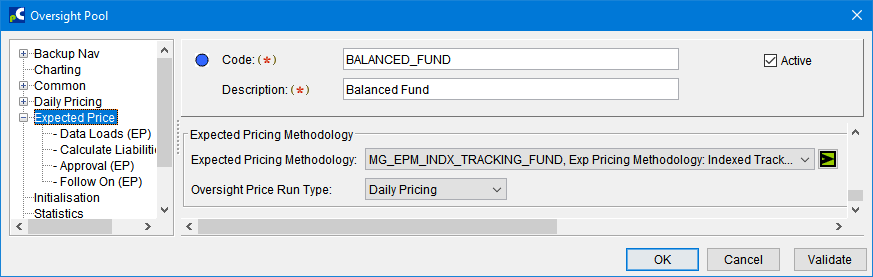 Oversight Pool
Backup Nav
Charting
Common
Daily Pricing
Expected Price
- Data Loads (EP)
- Calculate Liabiliti
- Approval (EP)
- Follow On (EP)
Initialisation
Statistics
Code: (*) BALANCED_FUND Active
Description: (*) Balanced Fund
Expected Pricing Methodology
Expected Pricing Methodology: MG_EPM_INDX_TRACKING_FUND, Exp Pricing Methodology: Indexed Track...
Oversight Price Run Type: Daily Pricing
OK Cancel Validate